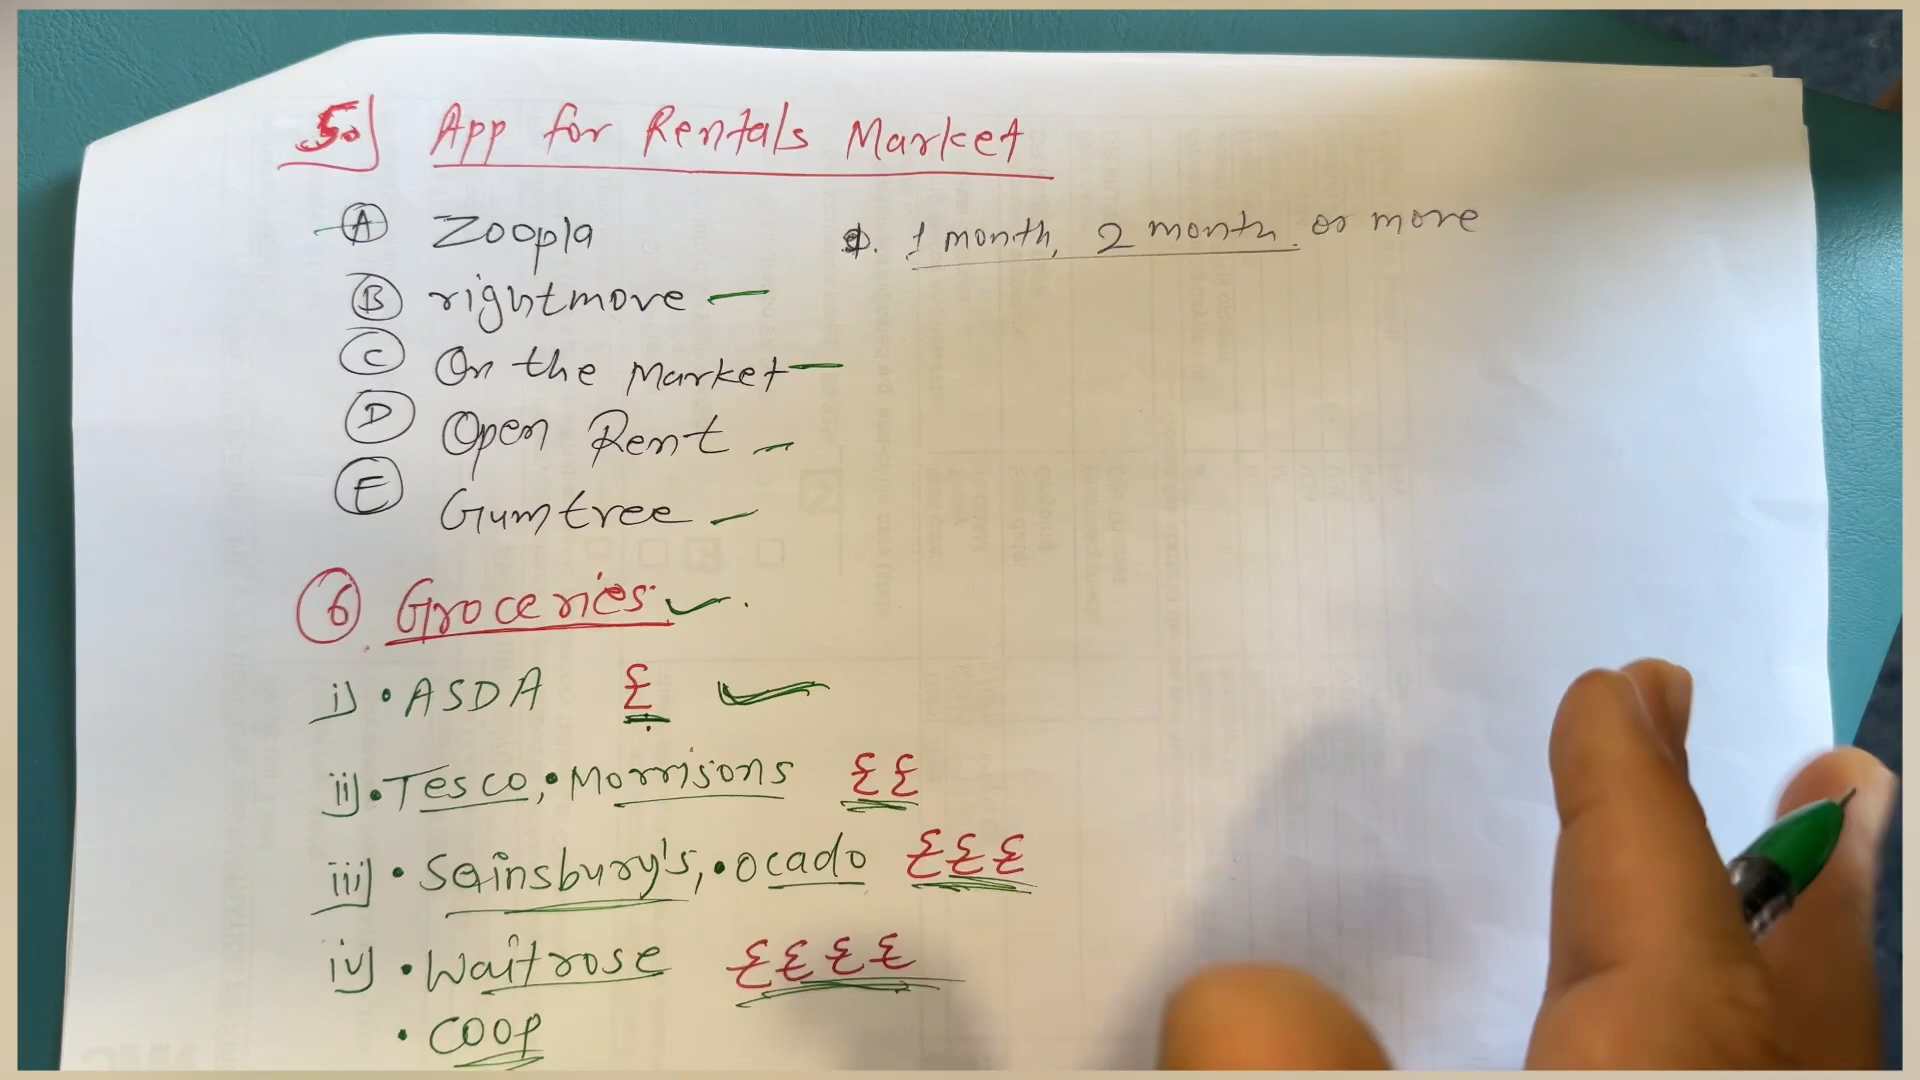 5.] App for Rentals Market
A Zoopla
1 month, 2 month or more
B rightmove
C On the Market
D Open Rent
E Gumtree
6 Groceries
i) • ASDA £
ii) • Tesco, • Morrisons ££
iii) • Sainsbury's, • ocado £££
iv) • Waitrose ££££
• COOP